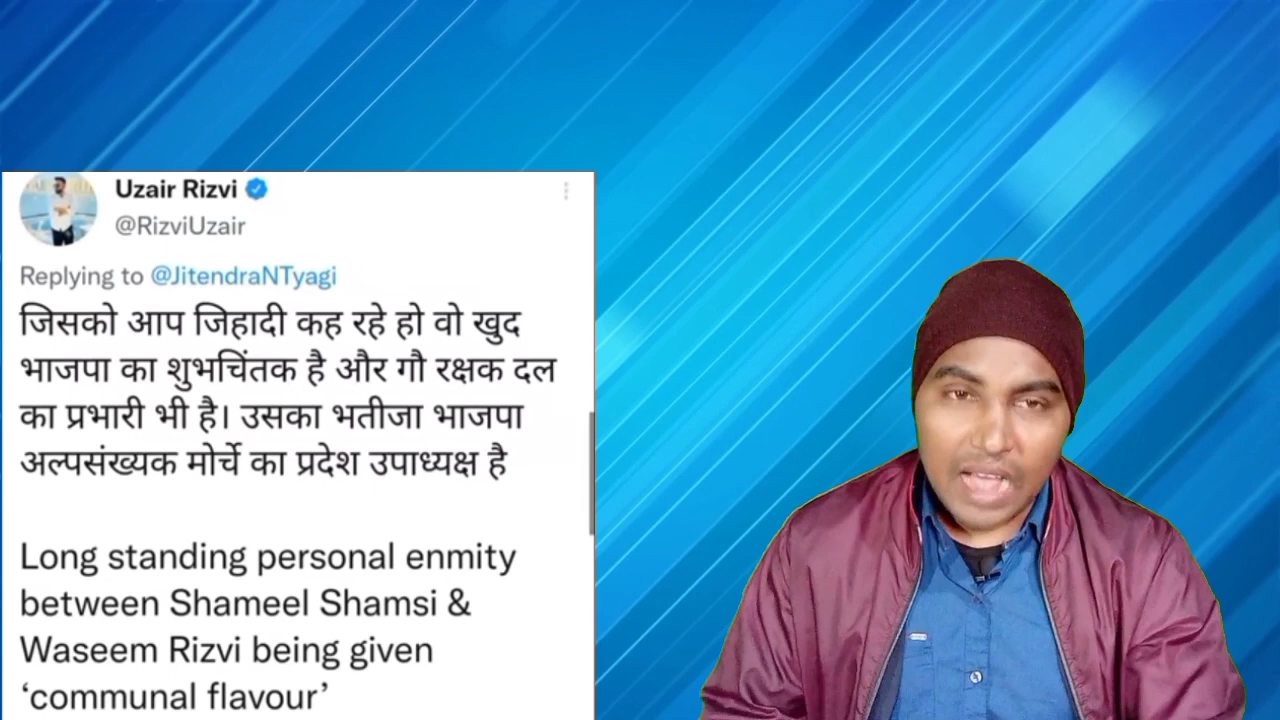 Uzair Rizvi
@RizviUzair
Replying to @JitendraNTyagi
जिसको आप जिहादी कह रहे हो वो खुद
भाजपा का शुभचिंतक है और गौ रक्षक दल
का प्रभारी भी है। उसका भतीजा भाजपा
अल्पसंख्यक मोर्चे का प्रदेश उपाध्यक्ष है
Long standing personal enmity
between Shameel Shamsi &
Waseem Rizvi being given
‘communal flavour’